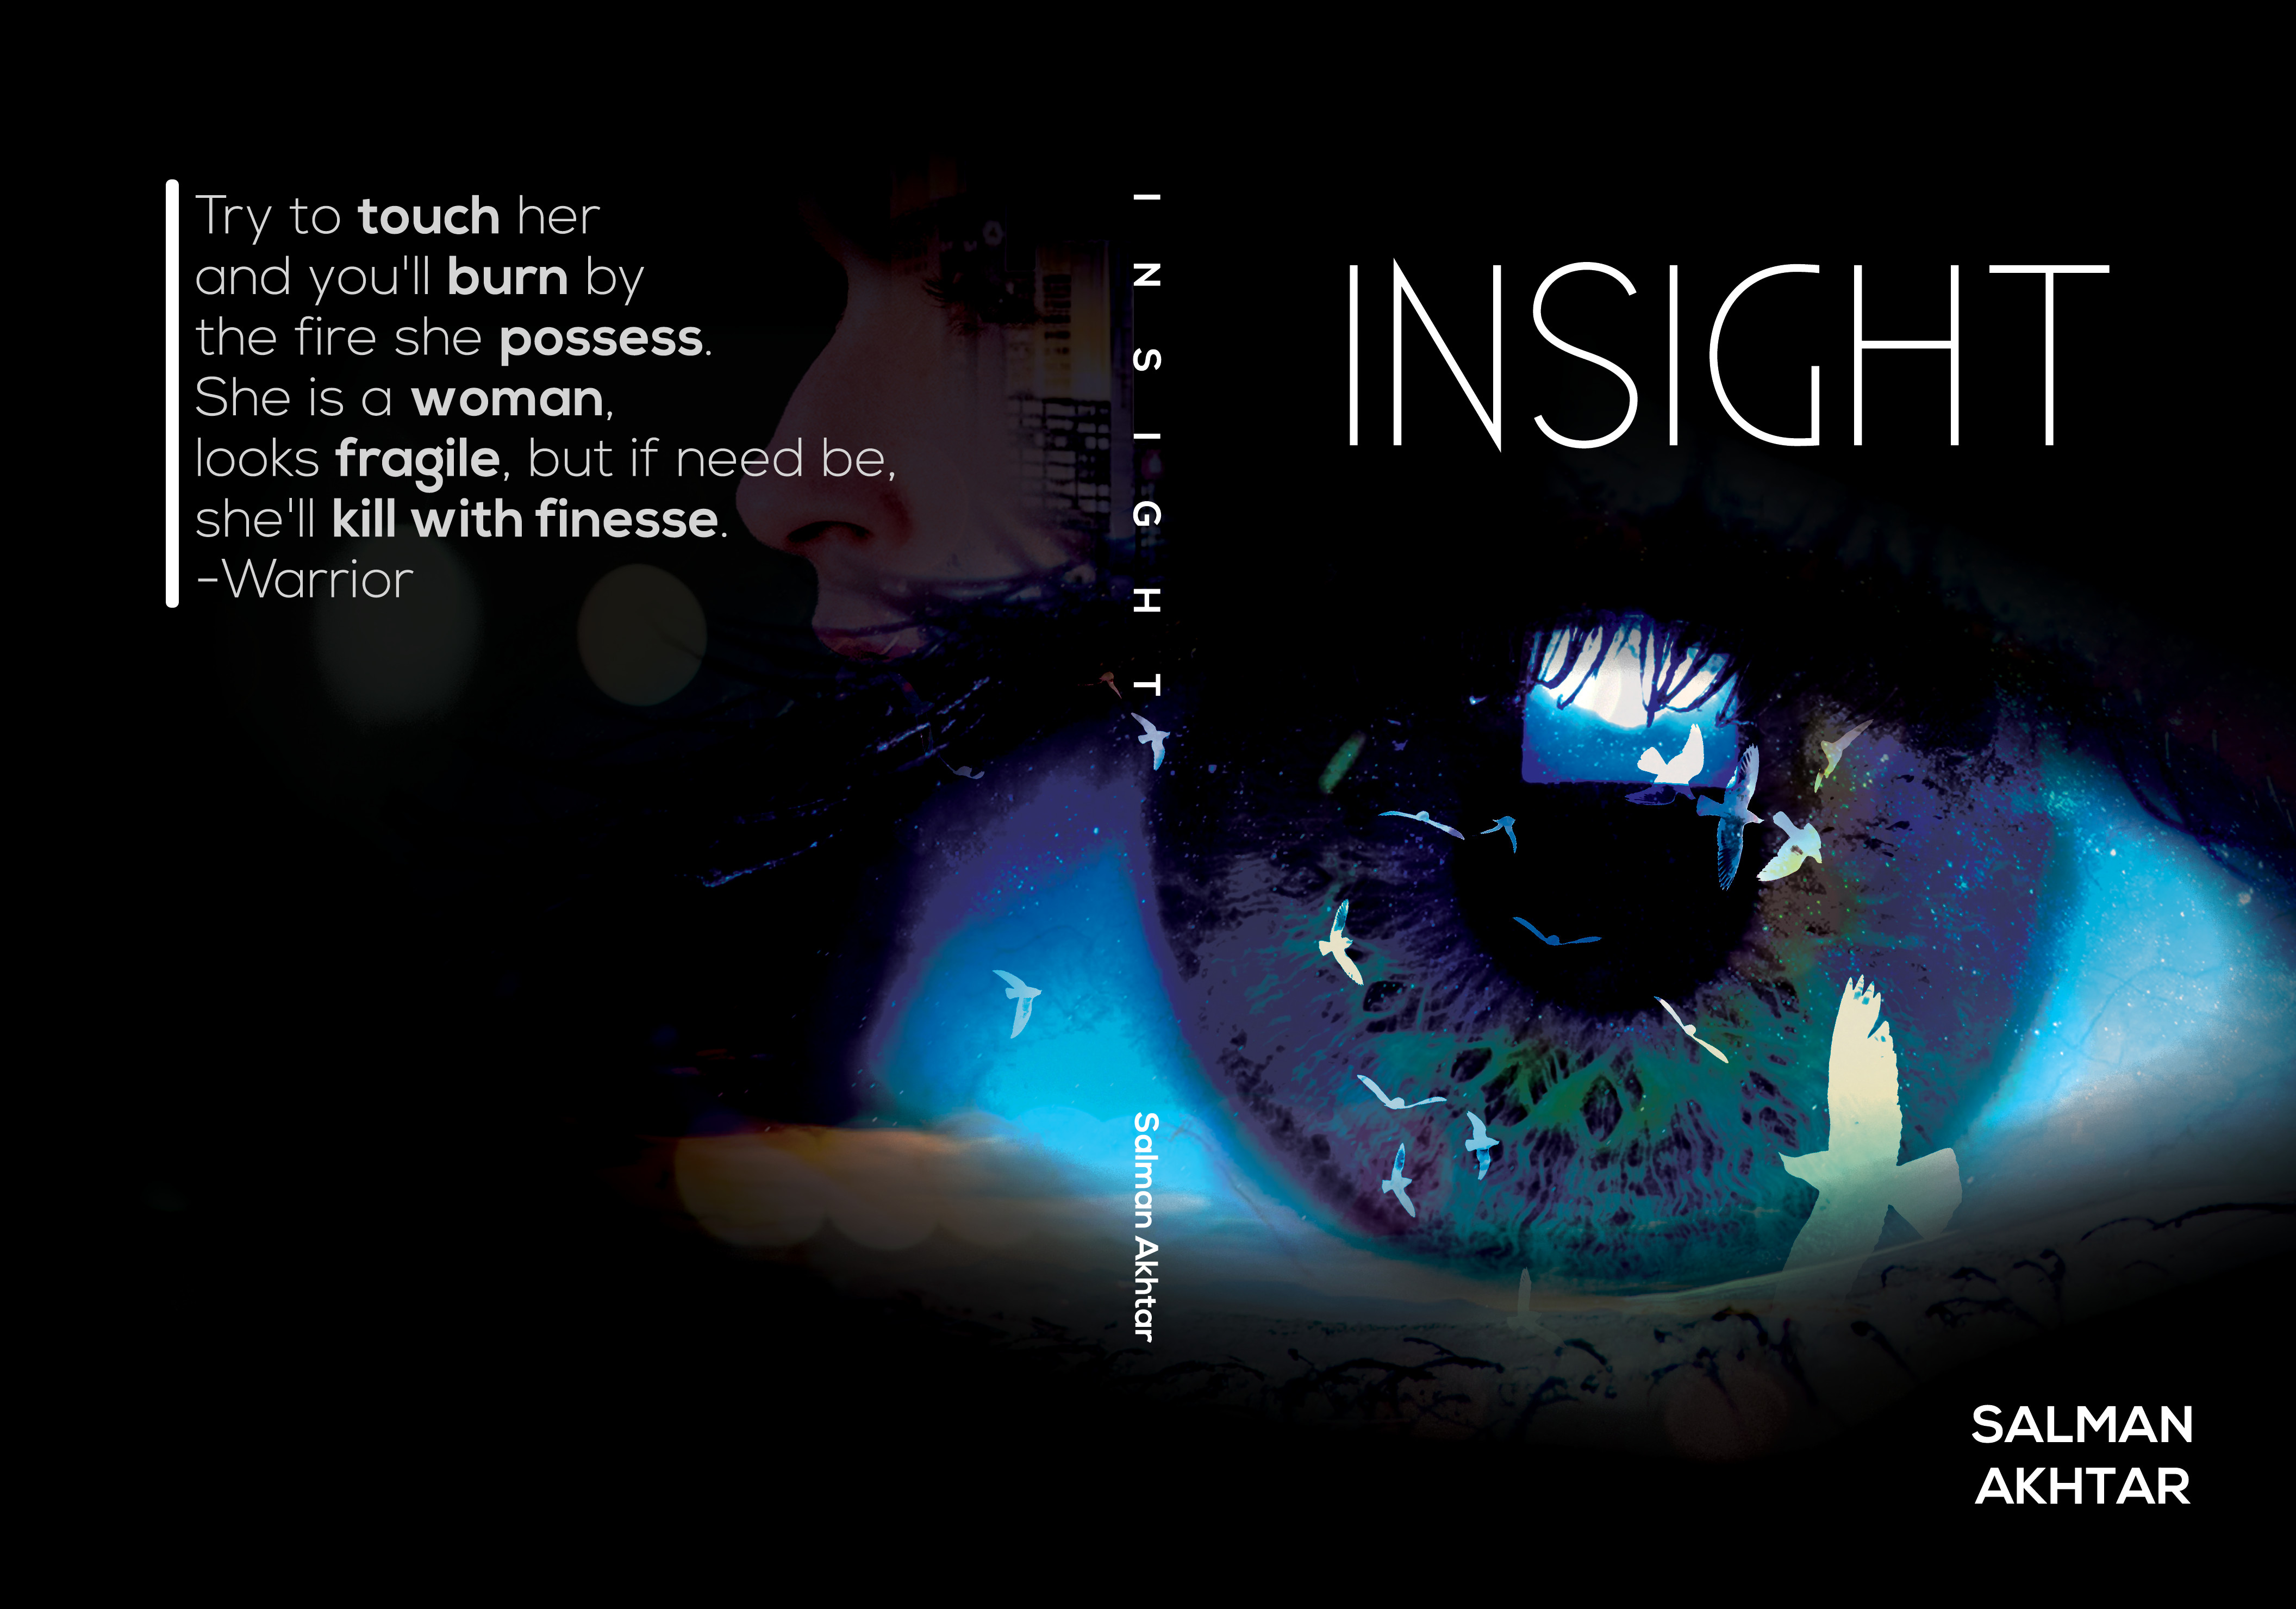 Try to touch her
and you'll burn by
the fire she possess.
She is a woman,
looks fragile, but if need be,
she'll kill with finesse.
-Warrior
INSIGHT
Salman Akhtar
INSIGHT
SALMAN
AKHTAR